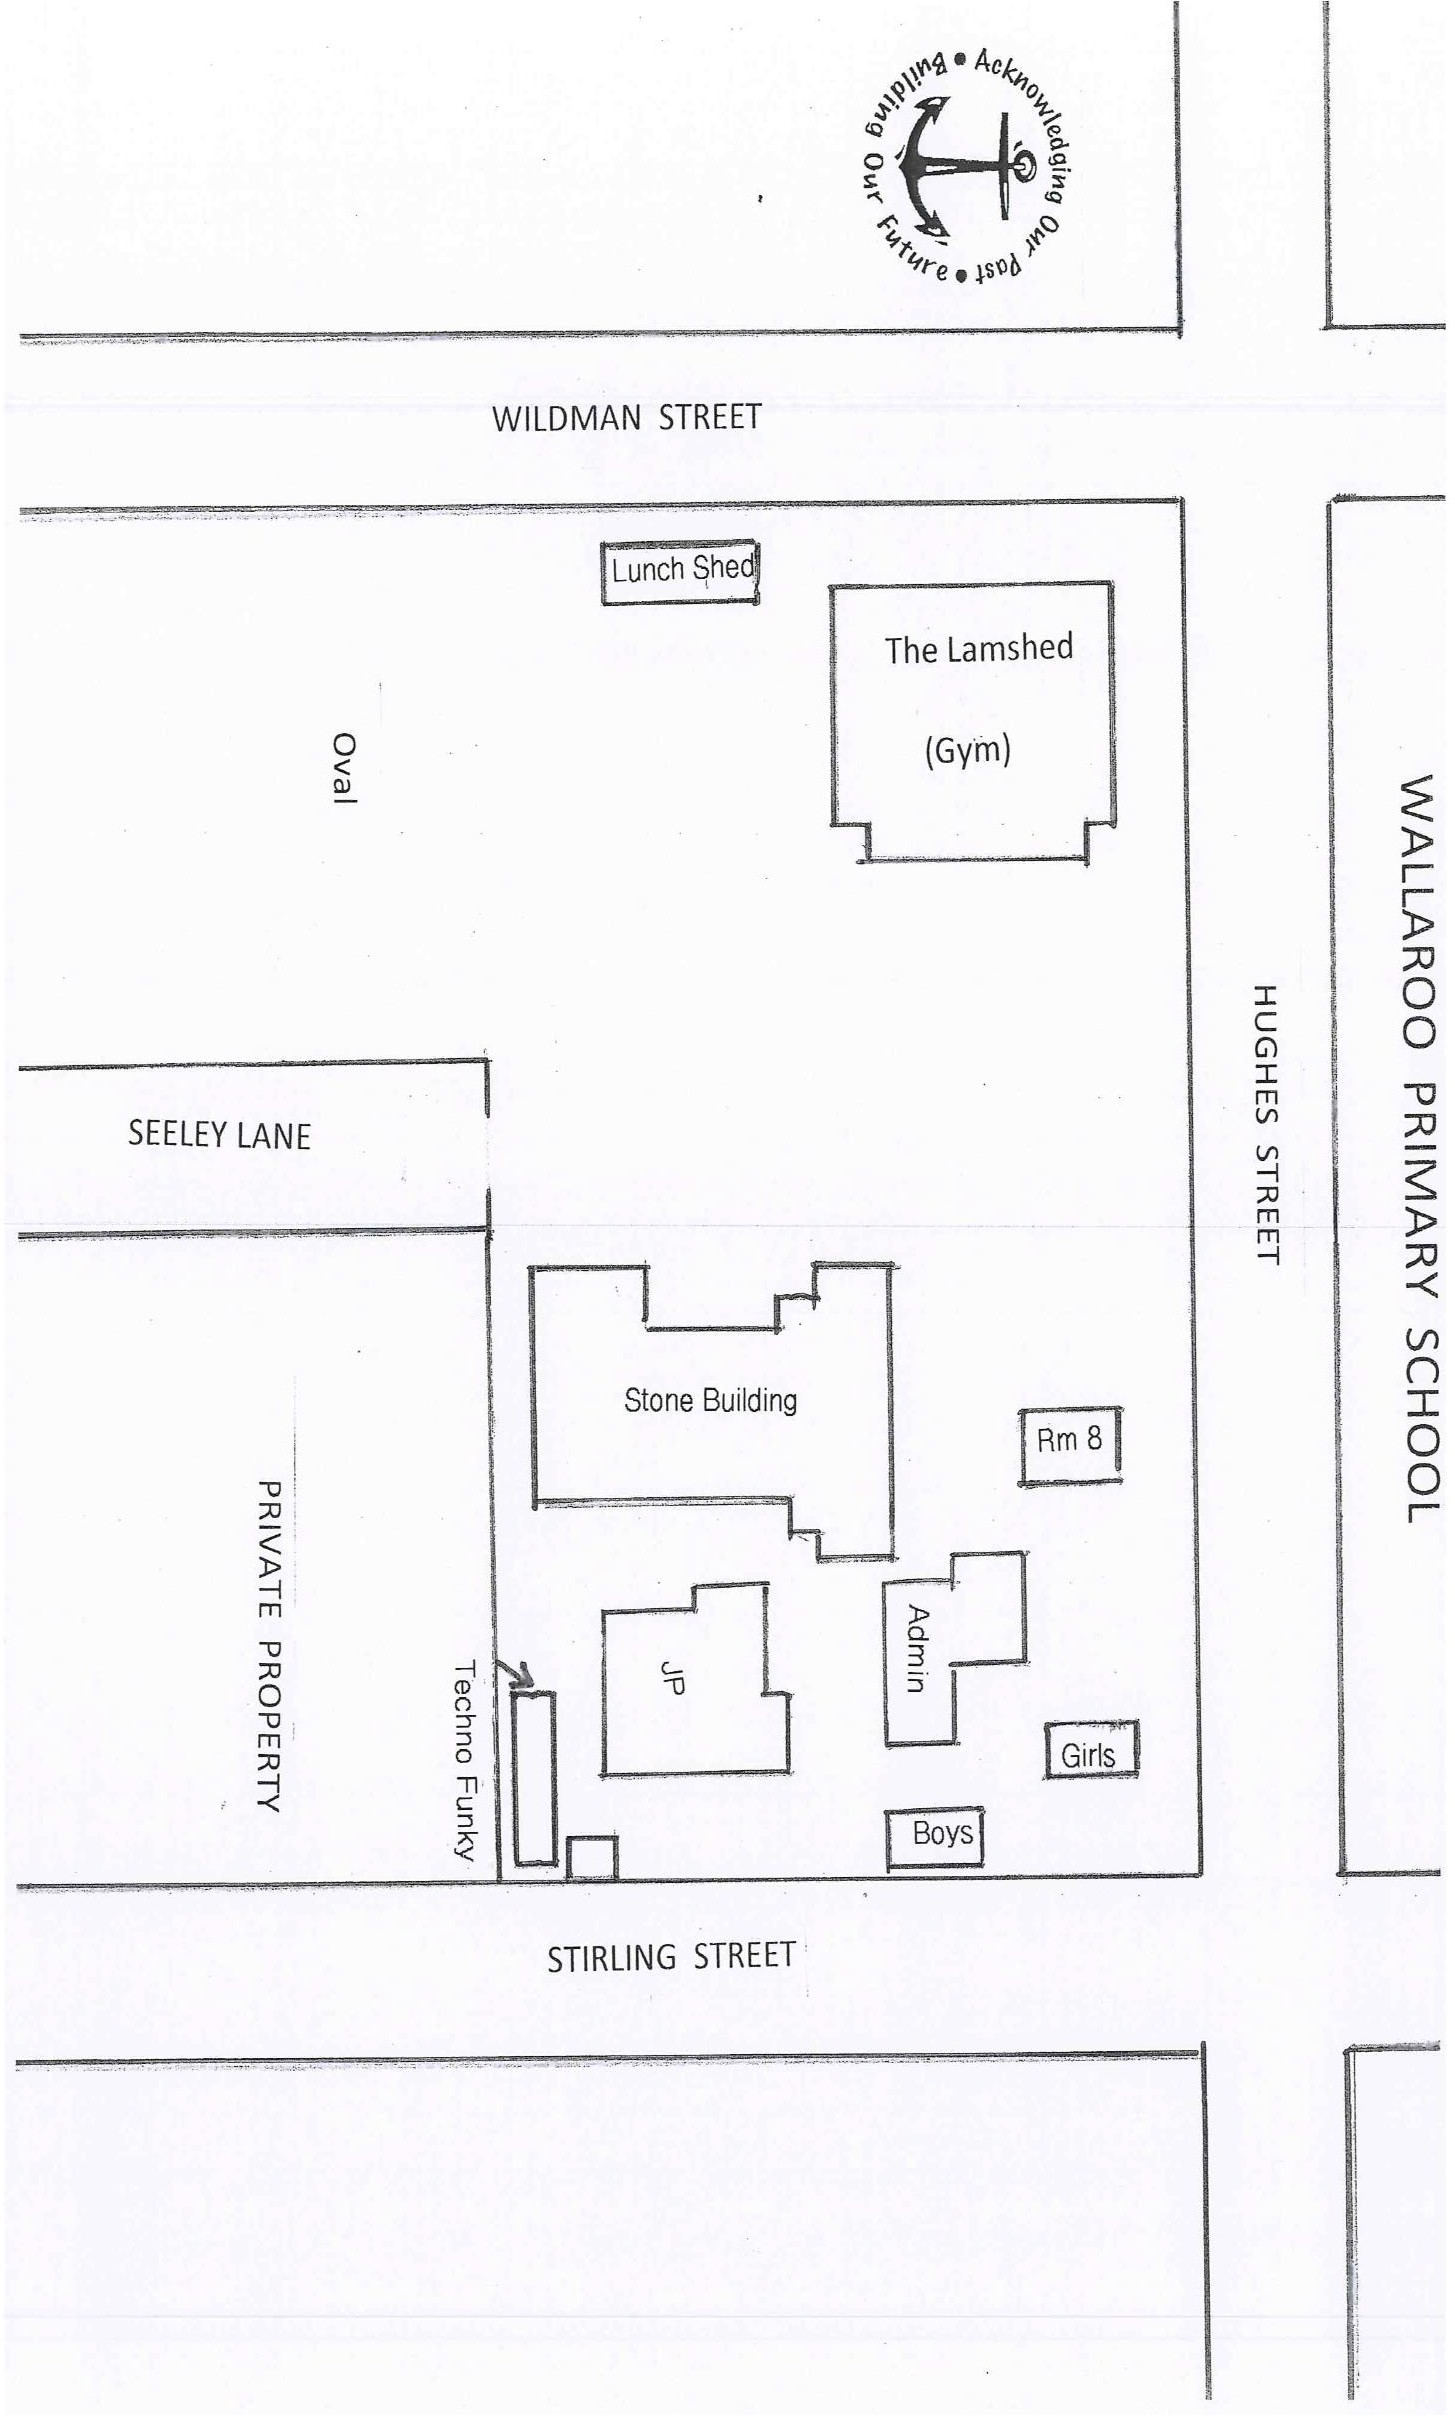 Acknowledging Our Past • Building Our Future •
WILDMAN STREET
Lunch Shed
The Lamshed
(Gym)
Oval
WALLAROO PRIMARY SCHOOL
HUGHES STREET
SEELEY LANE
Stone Building
Rm 8
PRIVATE PROPERTY
Admin
JP
Techno Funky
Girls
Boys
STIRLING STREET